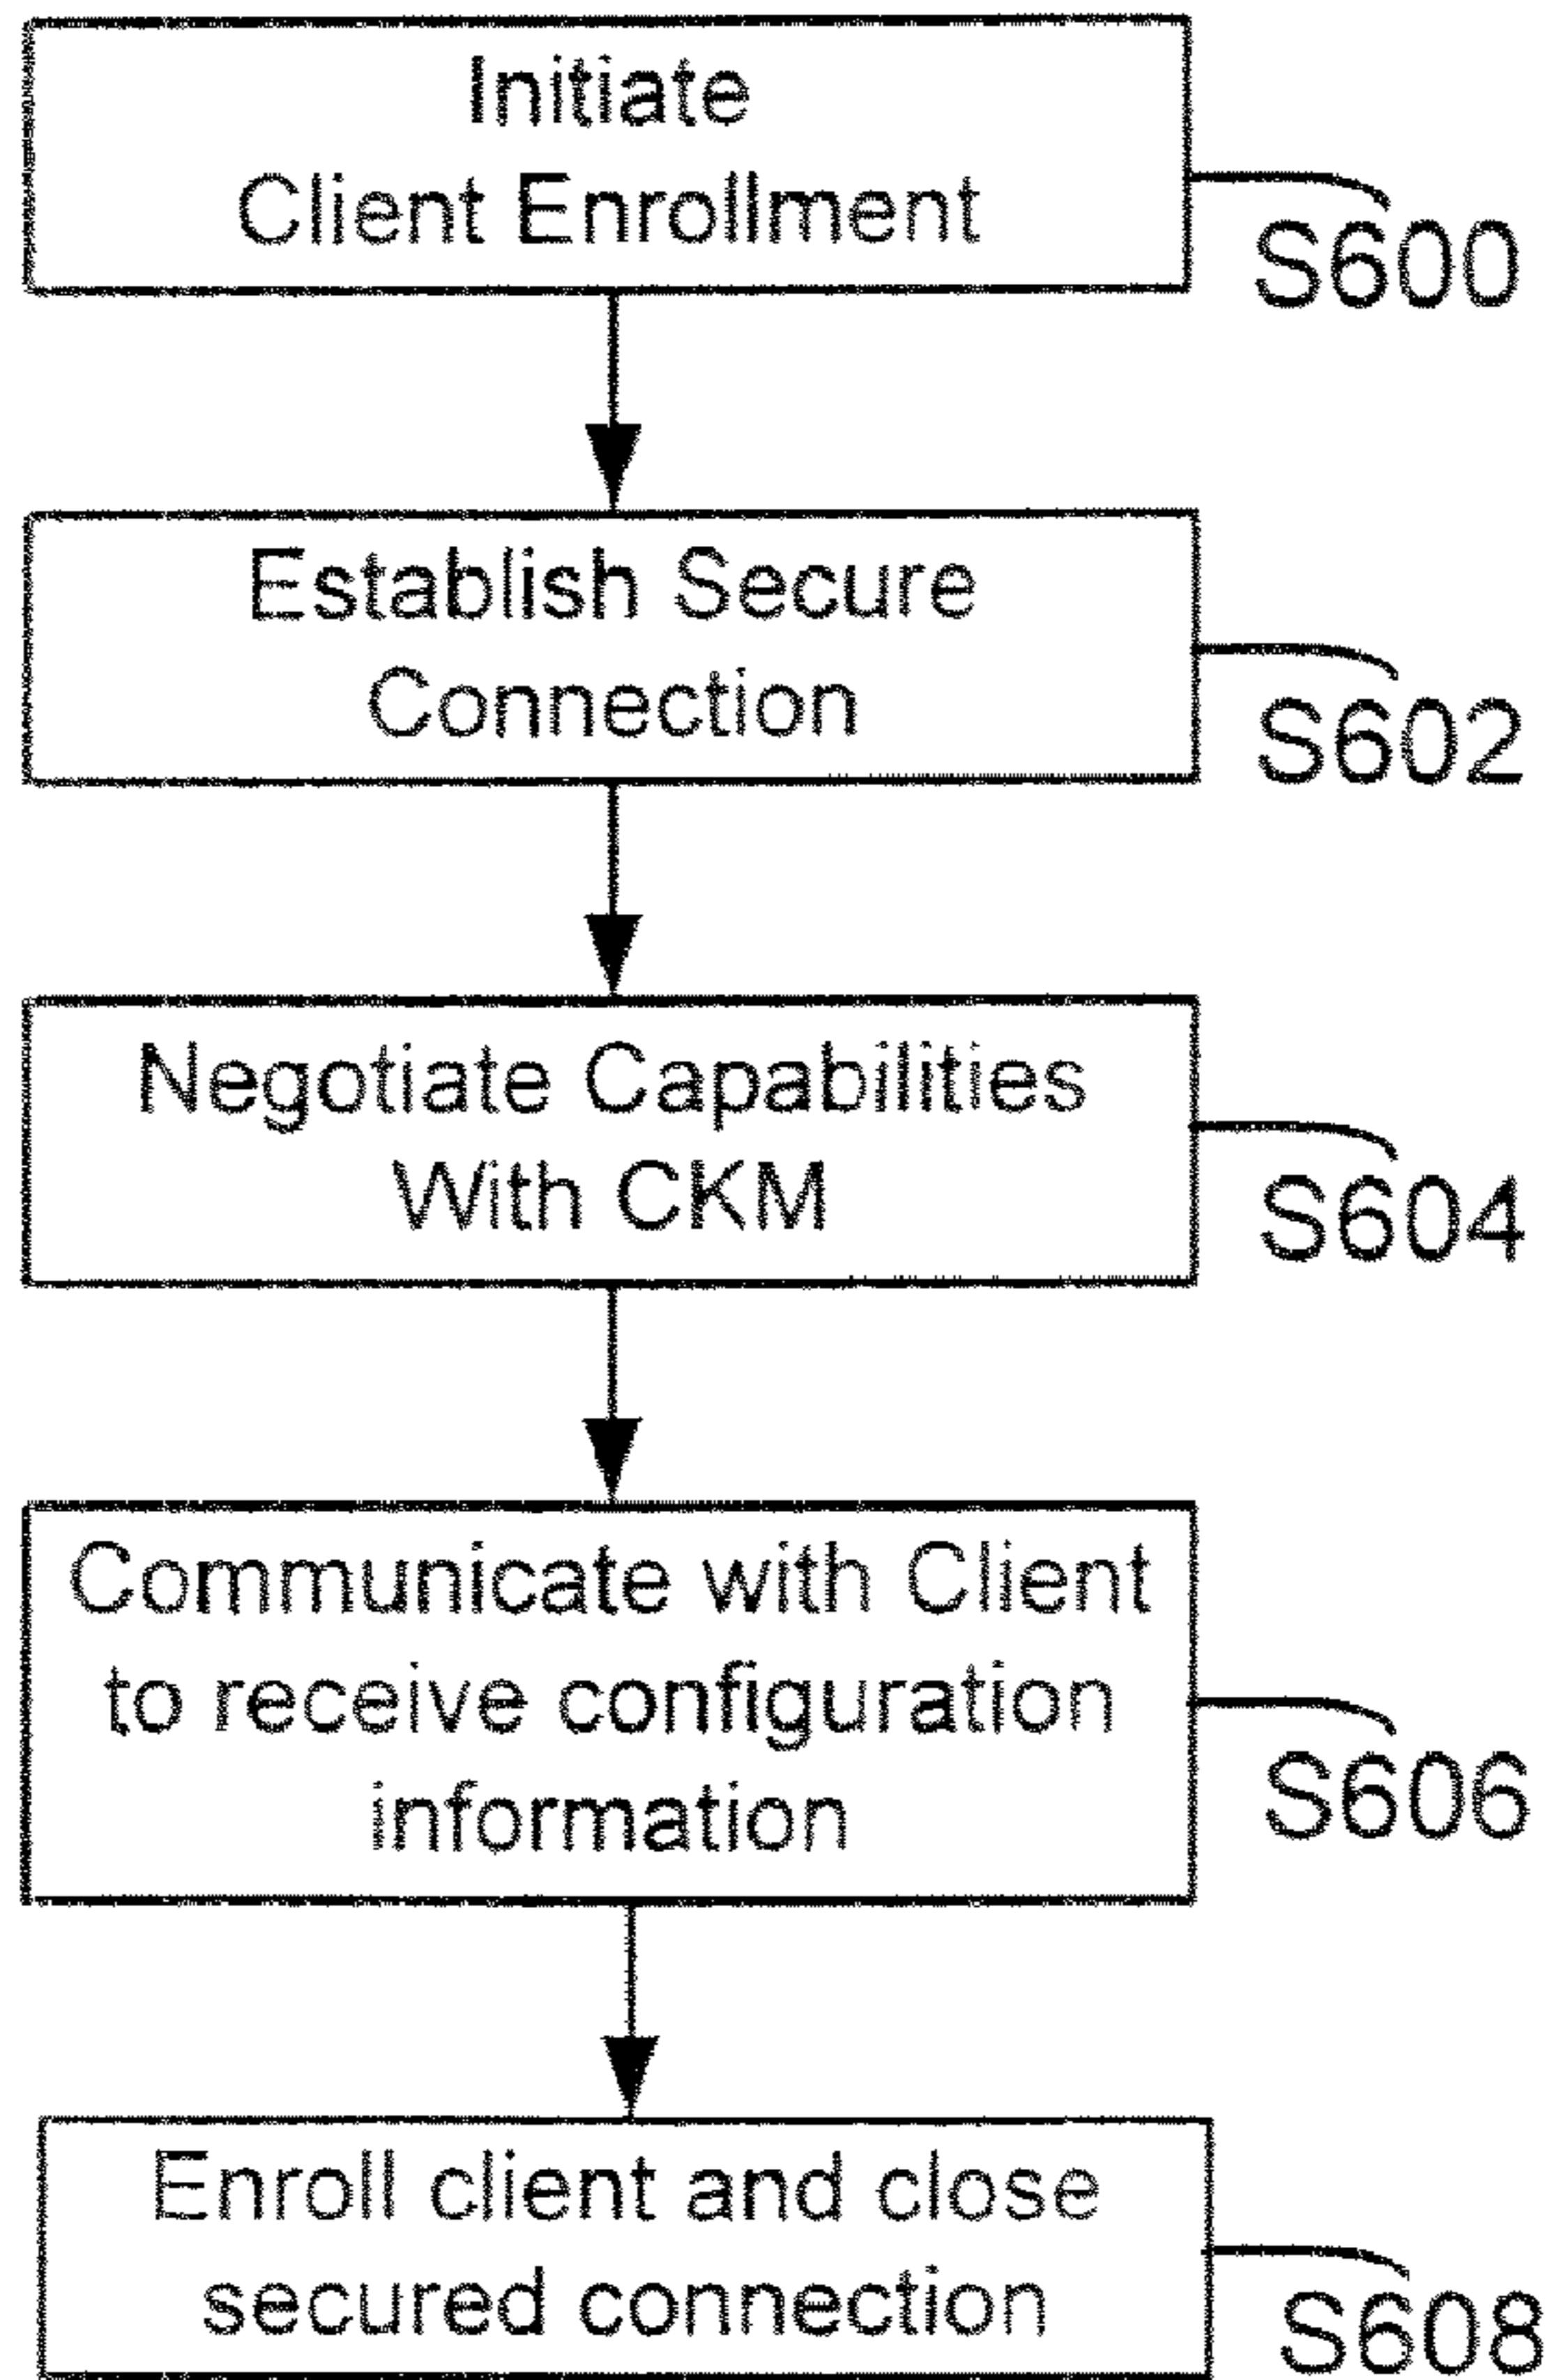 Initiate
Client Enrollment
S600
Establish Secure
Connection
S602
Negotiate Capabilities
With CKM
S604
Communicate with Client
to receive configuration
information
S606
Enroll client and close
secured connection
S608